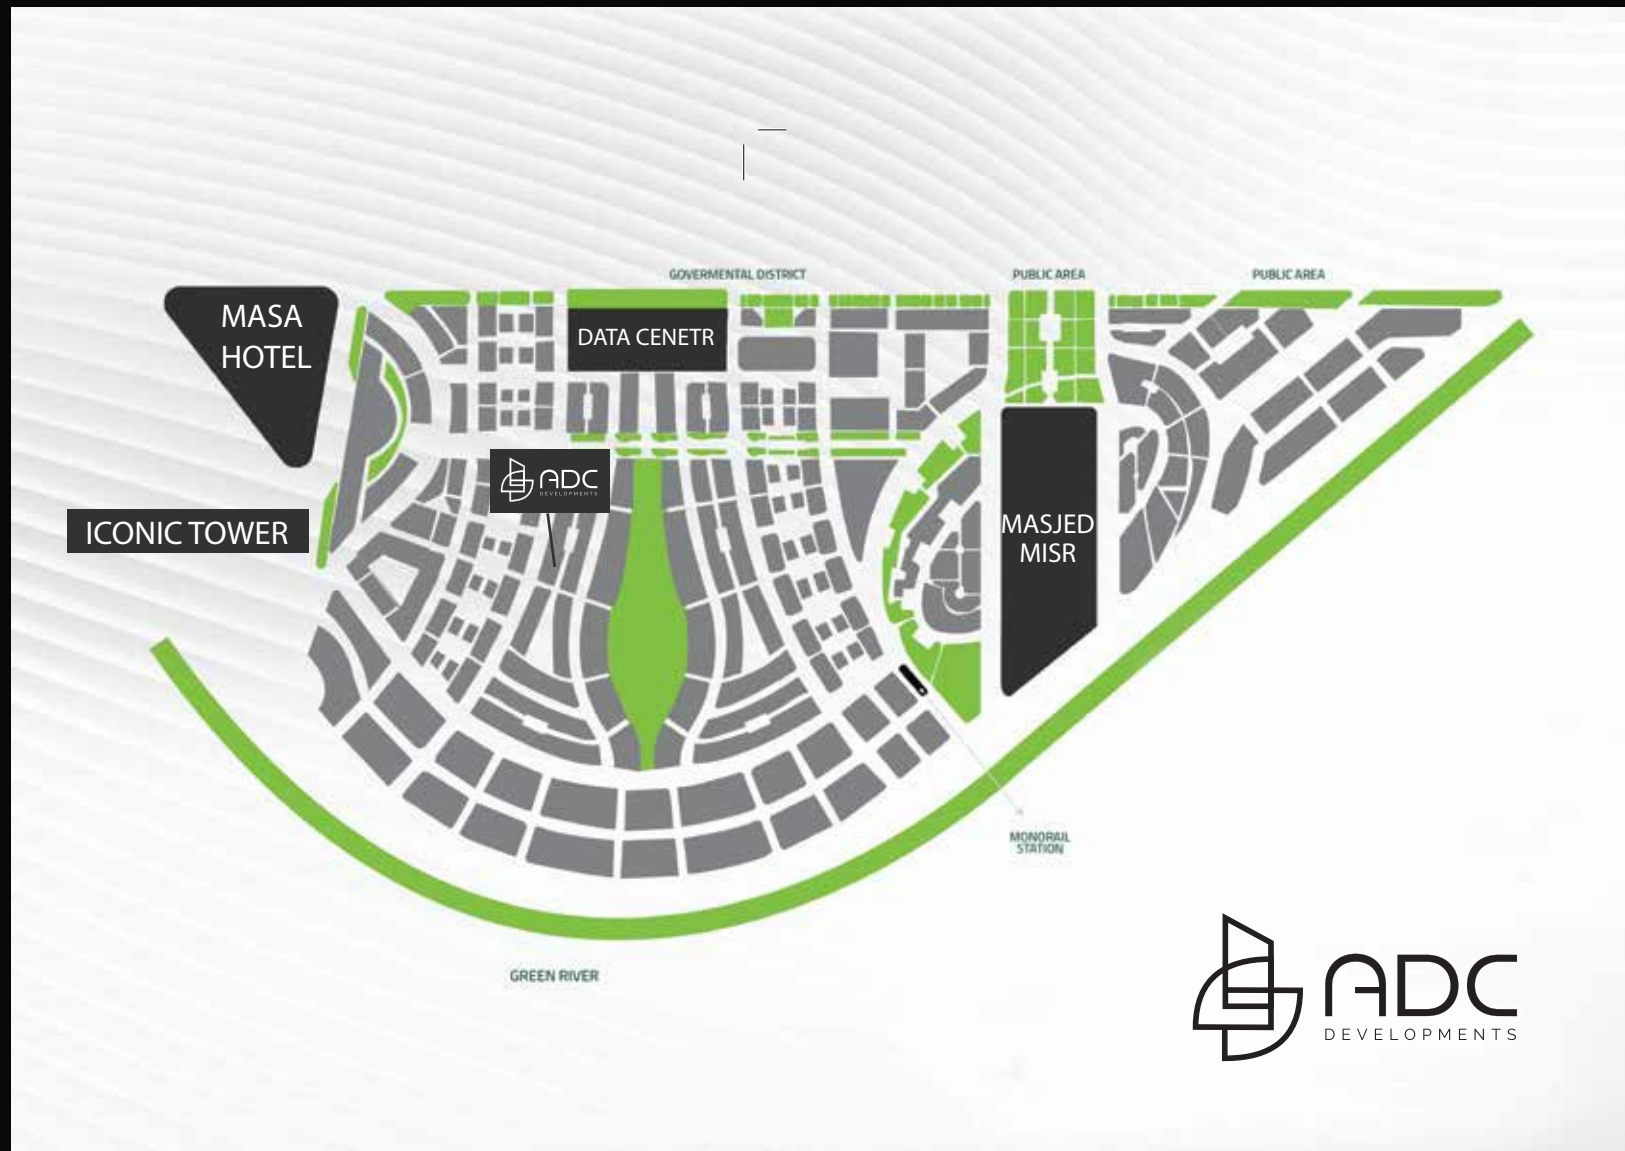 GOVERMENTAL DISTRICT
PUBLIC AREA
PUBLIC AREA
MASA
HOTEL
DATA CENETR
ADC
DEVELOPMENTS
ICONIC TOWER
MASJED
MISR
MONORAIL
STATION
GREEN RIVER
ADC
DEVELOPMENTS